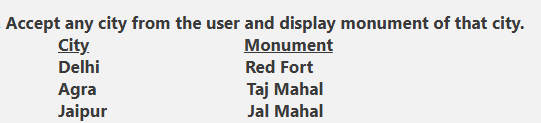 Accept any city from the user and display monument of that city.
City Monument
Delhi Red Fort
Agra Taj Mahal
Jaipur Jal Mahal